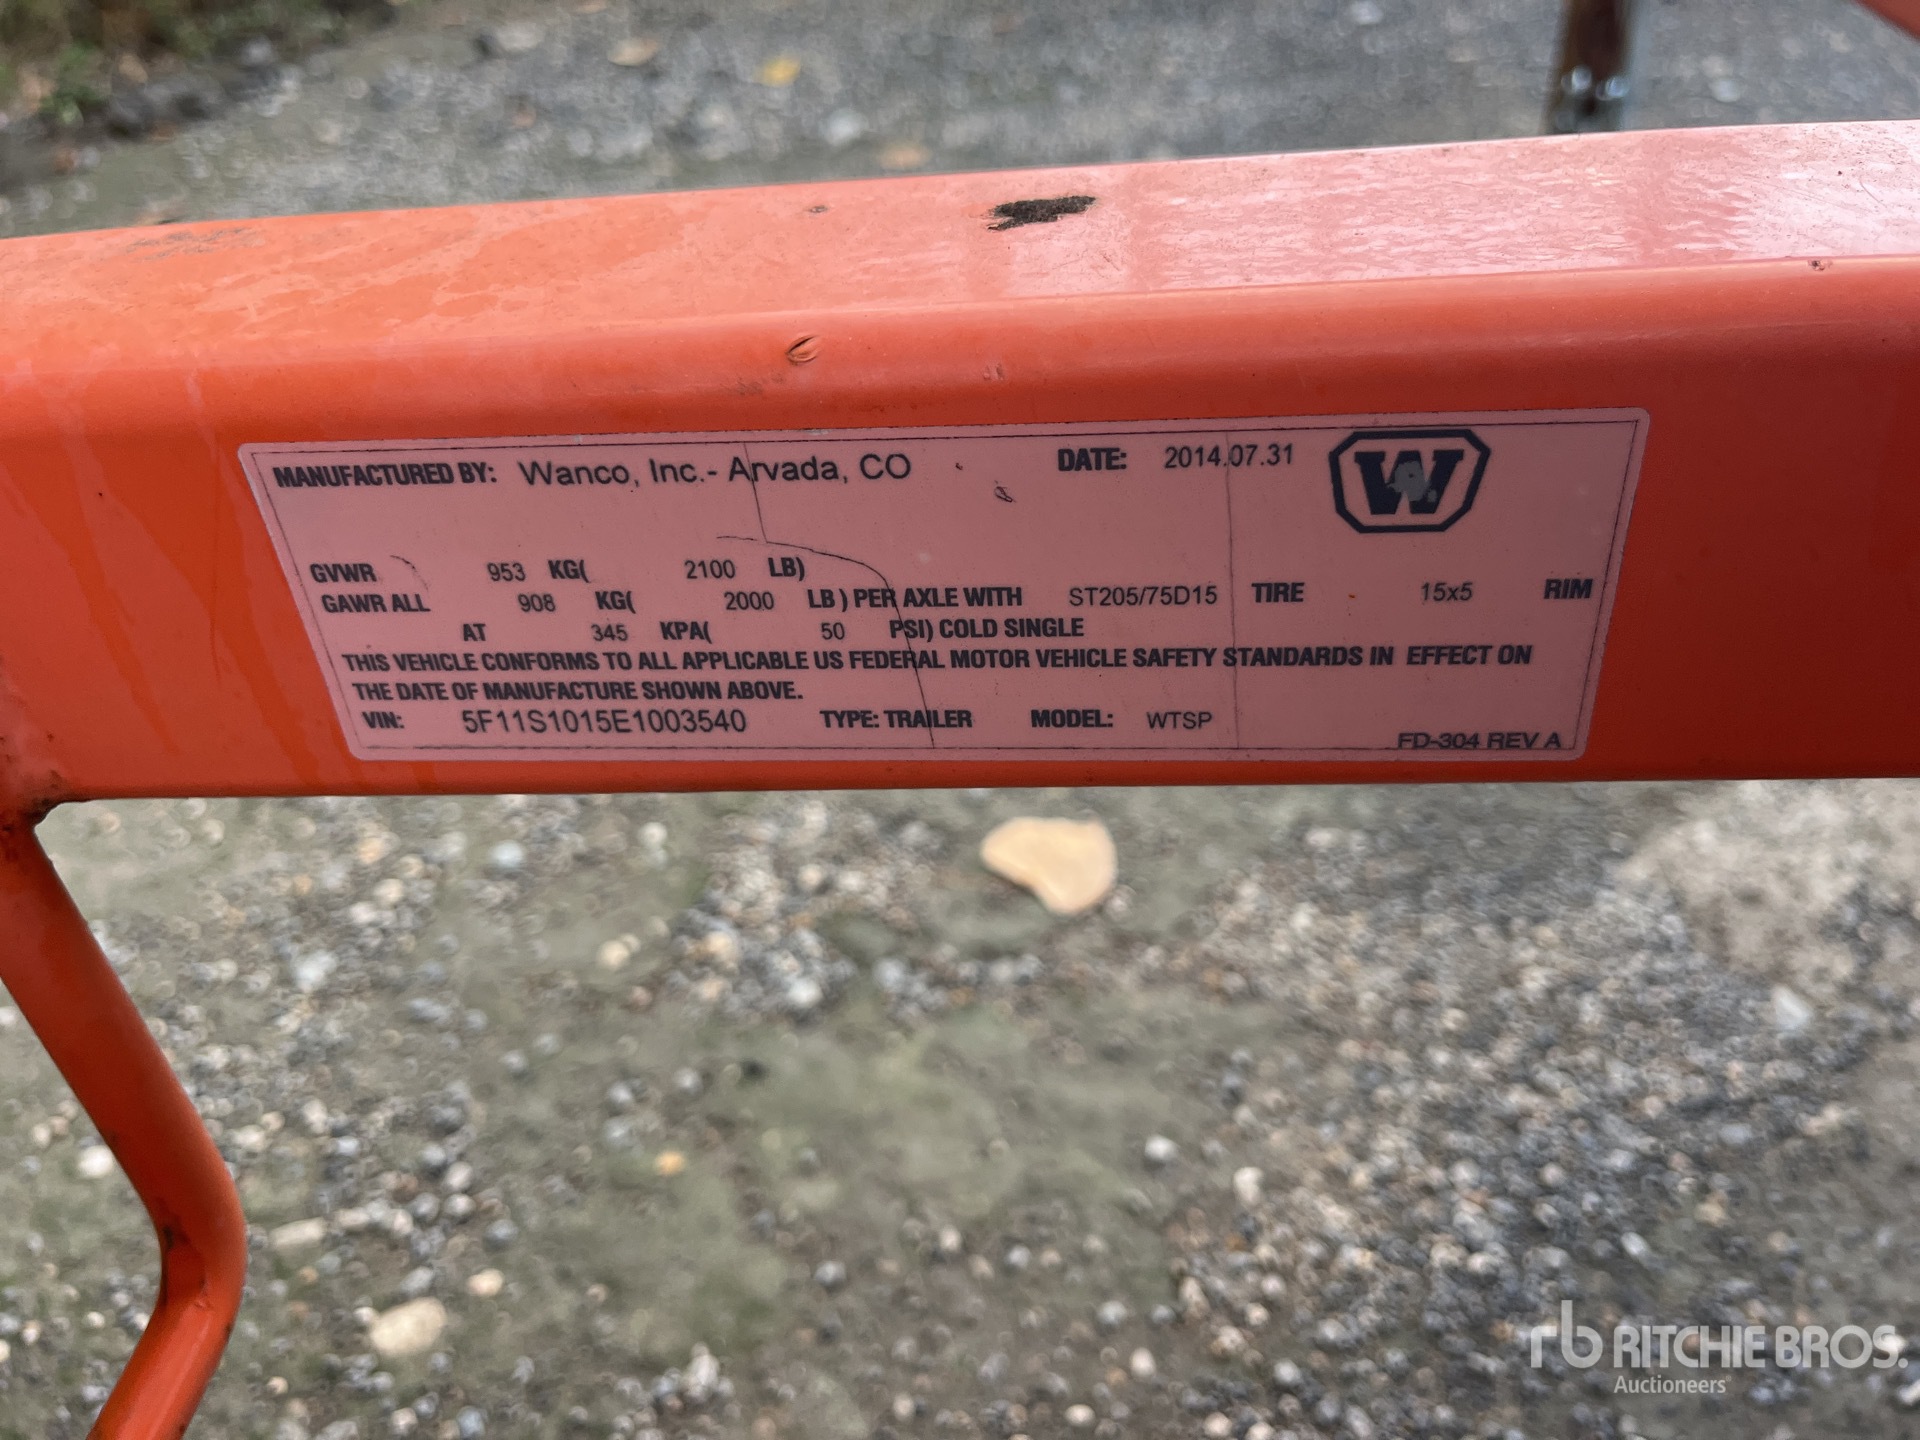 MANUFACTURED BY: Wanco, Inc.- Arvada, CO DATE: 2014.07.31 W
GVWR 953 KG( 2100 LB)
GAWR ALL 908 KG( 2000 LB ) PER AXLE WITH ST205/75D15 TIRE 15x5 RIM
AT 345 KPA( 50 PSI) COLD SINGLE
THIS VEHICLE CONFORMS TO ALL APPLICABLE US FEDERAL MOTOR VEHICLE SAFETY STANDARDS IN EFFECT ON
THE DATE OF MANUFACTURE SHOWN ABOVE.
VIN: 5F11S1015E1003540 TYPE: TRAILER MODEL: WTSP
FD-304 REV A
rb RITCHIE BROS.
Auctioneers